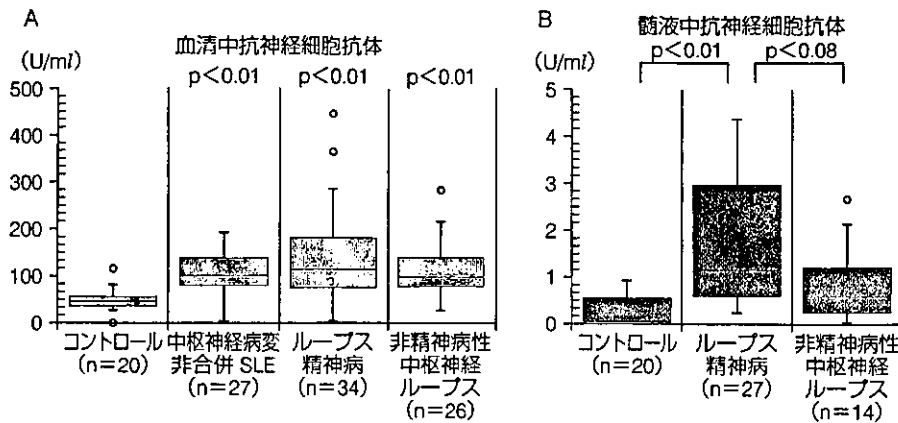 A
血清中抗神経細胞抗体
(U/ml)
p<0.01
p<0.01
p<0.01
500
400
300
200
100
0
コントロール
(n=20)
中枢神経病変
非合併 SLE
(n=27)
ループス
精神病
(n=34)
非精神病性
中枢神経
ループス
(n=26)
B
髄液中抗神経細胞抗体
p<0.01
p<0.08
(U/ml)
5
4
3
2
1
0
コントロール
(n=20)
ループス
精神病
(n=27)
非精神病性
中枢神経
ループス
(n=14)